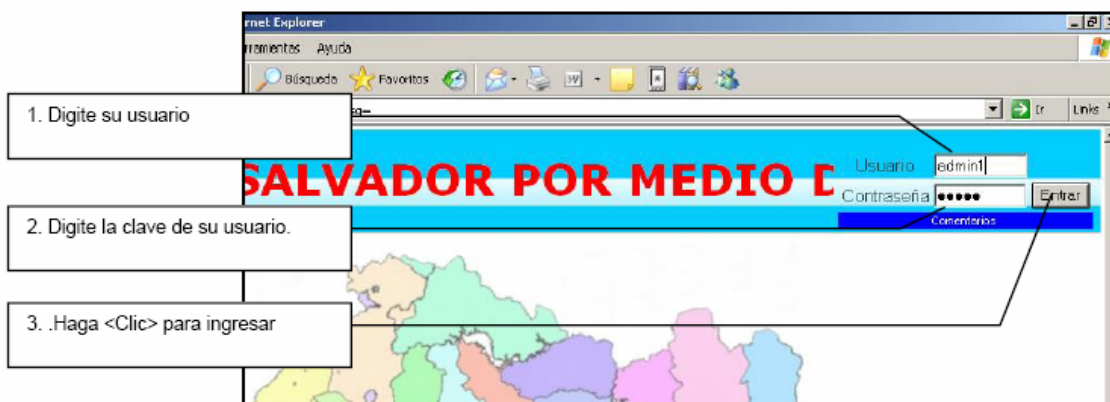 rnet Explorer
rramientas Ayuda
Búsqueda Favoritos
1. Digite su usuario
Ir Links
SALVADOR POR MEDIO D
Usuario admin1
Contraseña ●●●●● Entrar
Comentarios
2. Digite la clave de su usuario.
3. .Haga <Clic> para ingresar